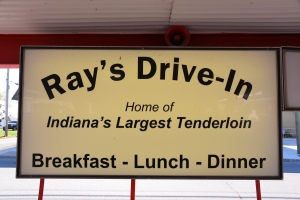 Ray's Drive-In
Home of
Indiana's Largest Tenderloin
Breakfast - Lunch - Dinner